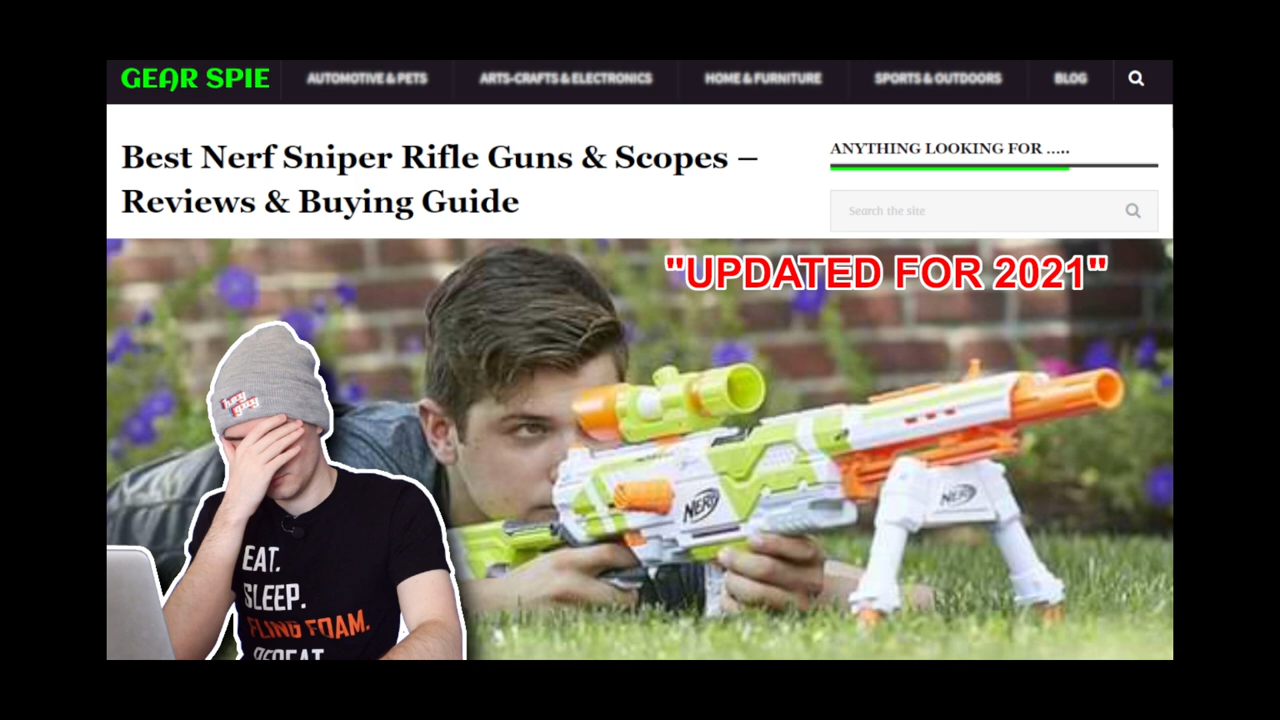 GEAR SPIE
AUTOMOTIVE & PETS
ARTS-CRAFTS & ELECTRONICS
HOME & FURNITURE
SPORTS & OUTDOORS
BLOG
Best Nerf Sniper Rifle Guns & Scopes –
Reviews & Buying Guide
ANYTHING LOOKING FOR .....
Search the site
"UPDATED FOR 2021"
NERF
NERF
EAT.
SLEEP.
FLING FOAM.
REPEAT